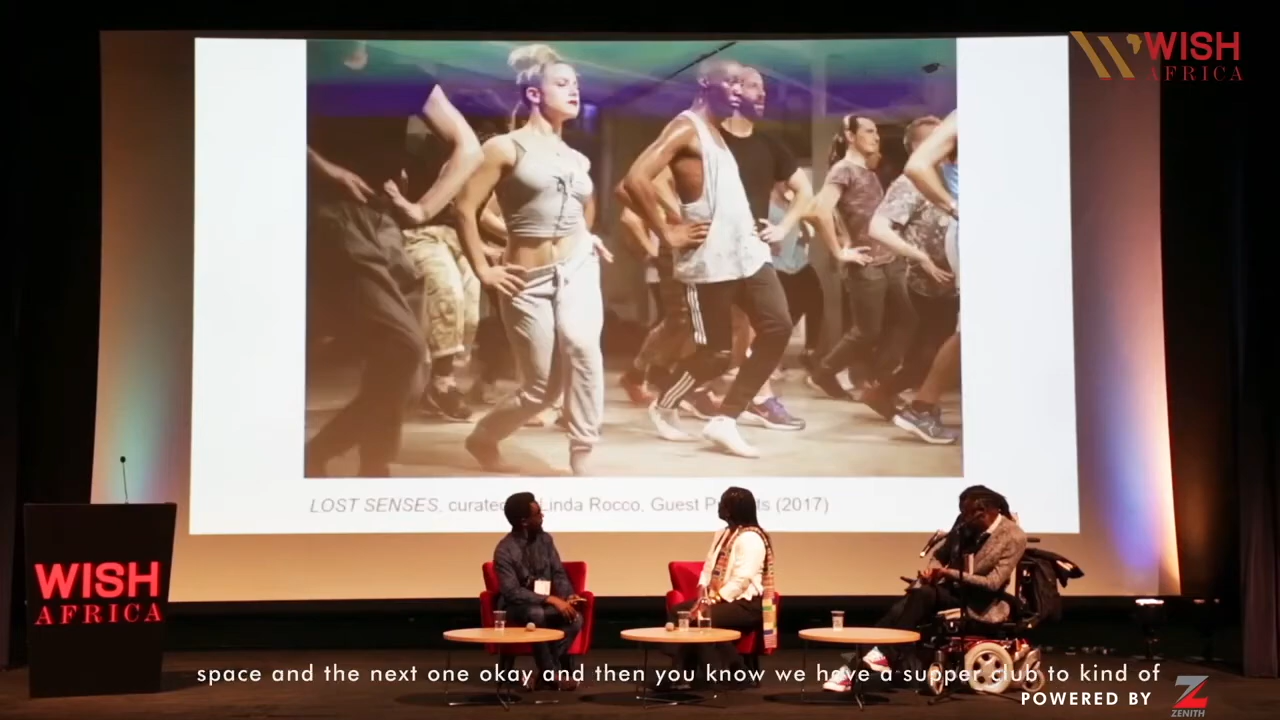 WISH
AFRICA
LOST SENSES, curated Linda Rocco, Guest (2017)
WISH
AFRICA
space and the next one okay and then you know we have a supper club to kind of
POWERED BY
ZENITH